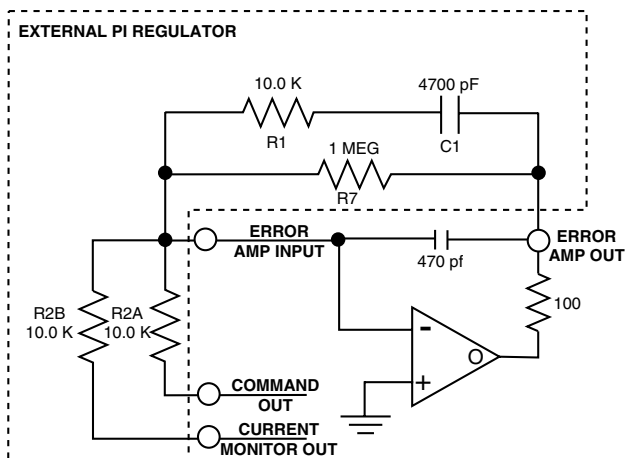 EXTERNAL PI REGULATOR
10.0 K
4700 pF
R1
C1
1 MEG
R7
ERROR
AMP INPUT
470 pf
ERROR
AMP OUT
R2B
10.0 K
R2A
10.0 K
100
-
+
O
COMMAND
OUT
CURRENT
MONITOR OUT